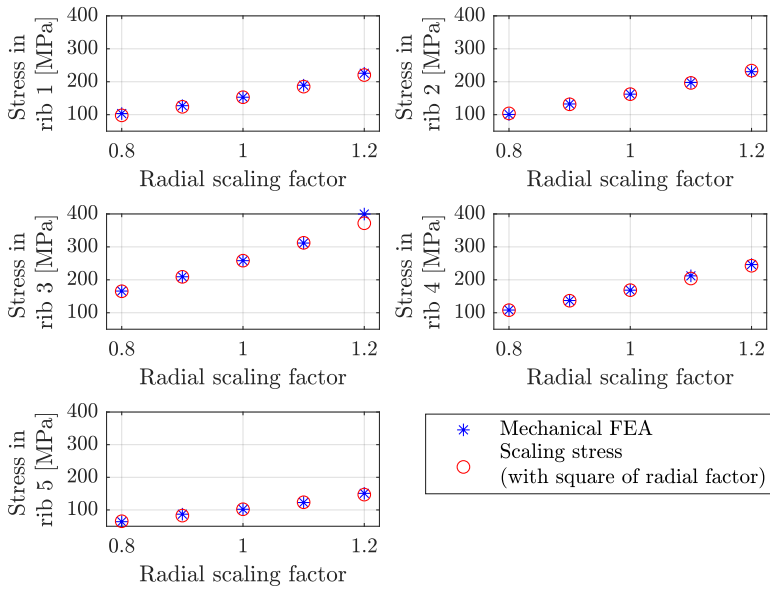 400
300
200
100
Stress in
rib 1 [MPa]
0.8
1
1.2
Radial scaling factor
400
300
200
100
Stress in
rib 2 [MPa]
0.8
1
1.2
Radial scaling factor
400
300
200
100
Stress in
rib 3 [MPa]
0.8
1
1.2
Radial scaling factor
400
300
200
100
Stress in
rib 4 [MPa]
0.8
1
1.2
Radial scaling factor
400
300
200
100
Stress in
rib 5 [MPa]
0.8
1
1.2
Radial scaling factor
Mechanical FEA
Scaling stress
(with square of radial factor)